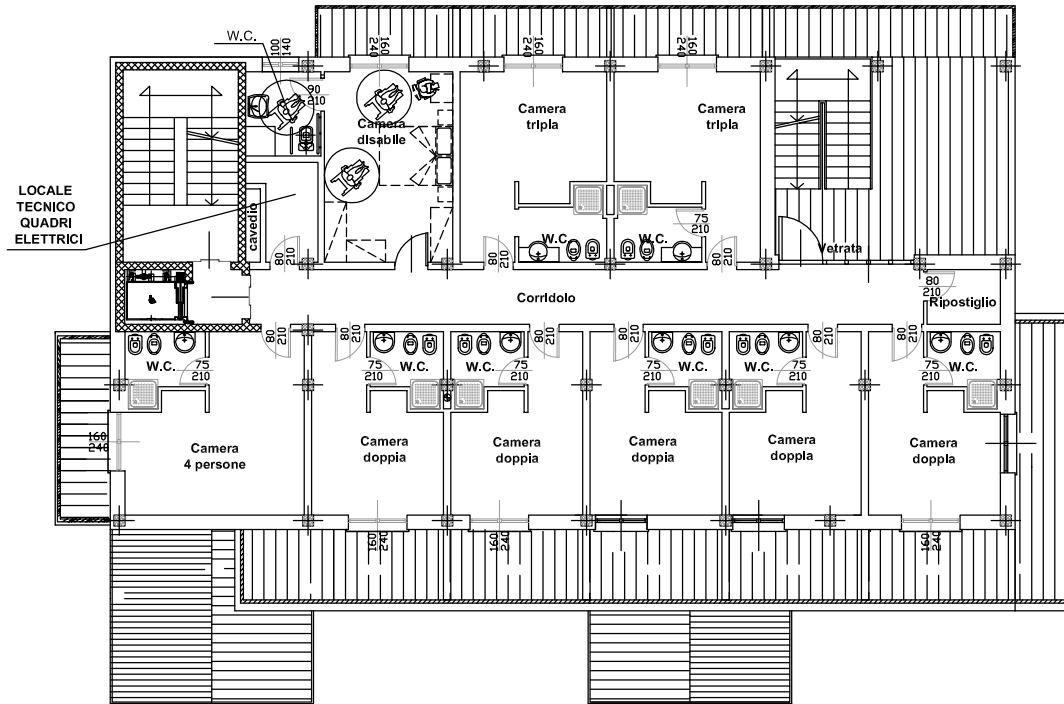 W.C.
100
140
160
240
160
240
160
240
90
210
Camera
disabile
Camera
tripla
Camera
tripla
LOCALE
TECNICO
QUADRI
ELETTRICI
cavedio
75
210
W.C.
W.C.
Vetrata
80
210
80
210
80
210
Corridoio
80
210
Ripostiglio
80
210
80
210
80
210
80
210
80
210
80
210
W.C.
75
210
75
210
W.C.
W.C.
75
210
75
210
W.C.
W.C.
75
210
75
210
W.C.
160
240
Camera
4 persone
Camera
doppia
Camera
doppia
Camera
doppia
Camera
doppia
Camera
doppia
160
240
160
240
160
240